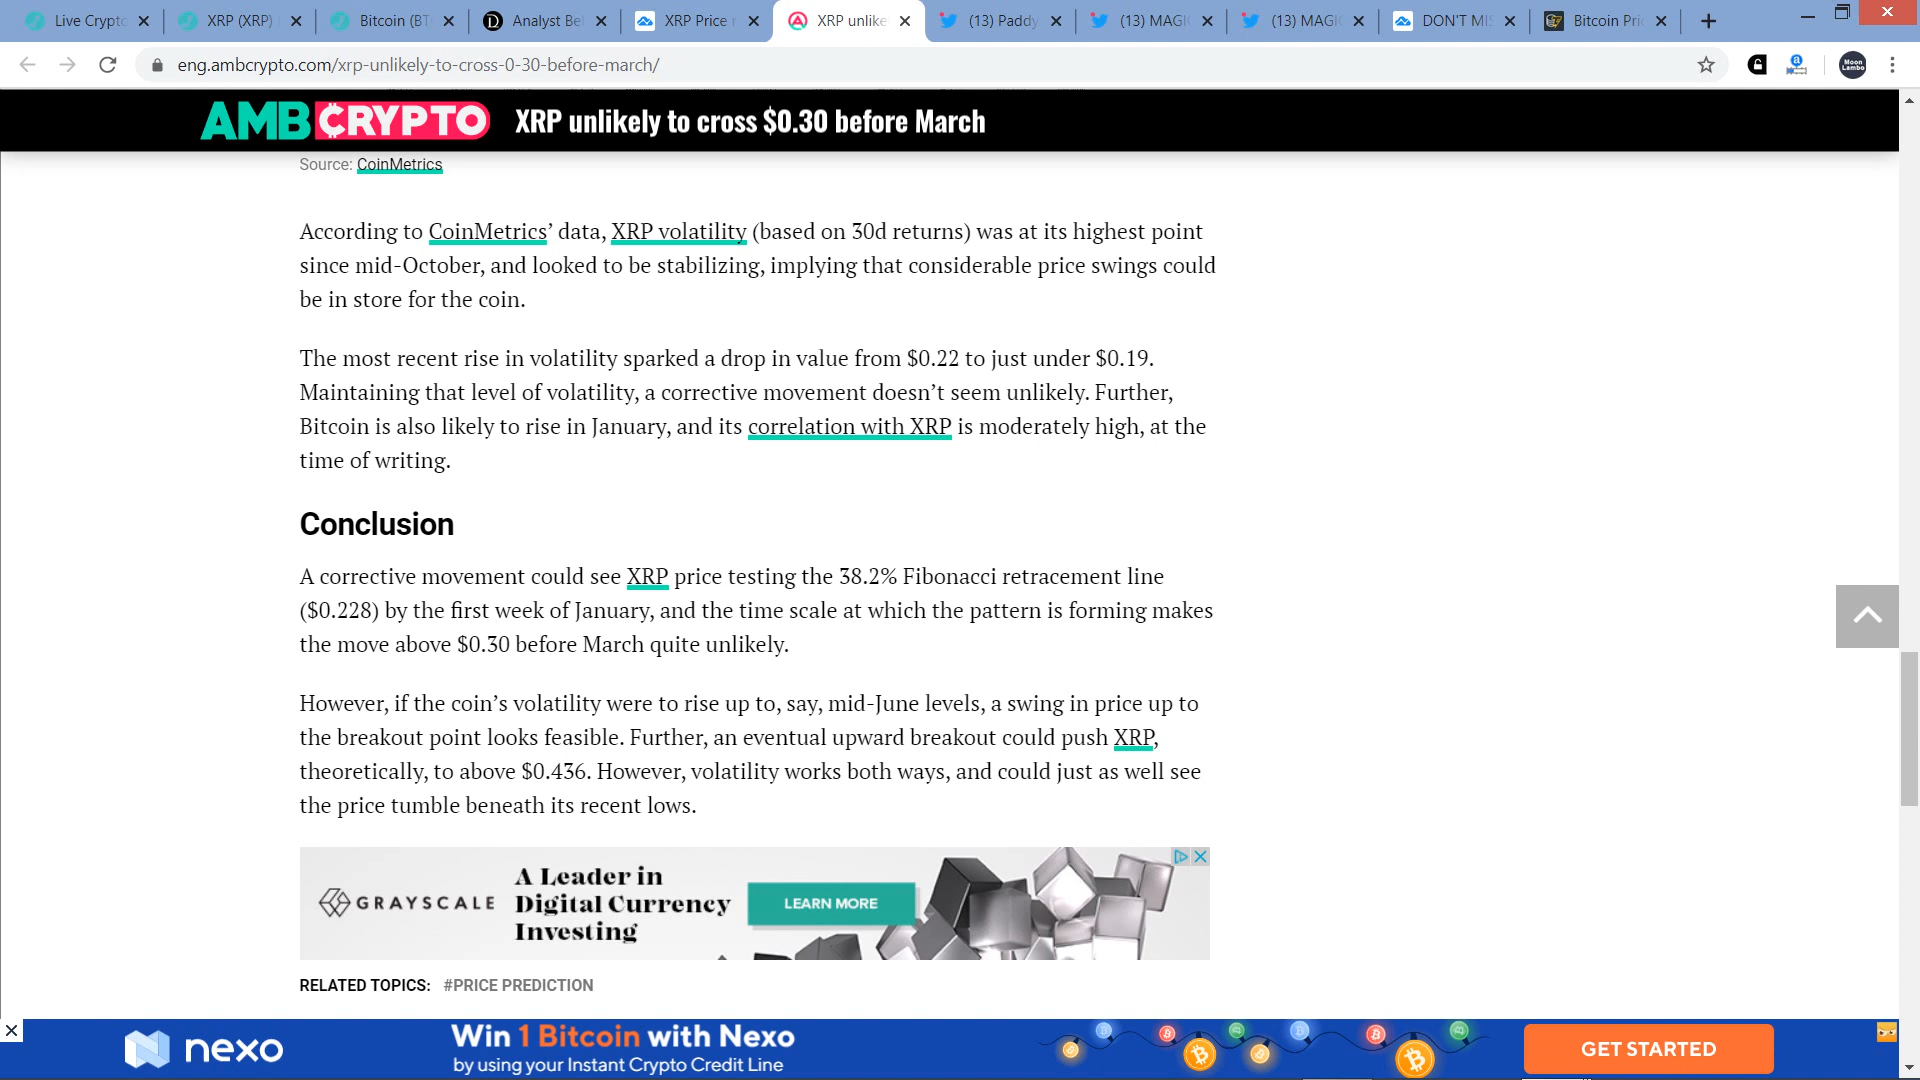 Live Crypto
XRP (XRP)
Bitcoin (BT
Analyst Bel
XRP Price
XRP unlike
(13) Paddy
(13) MAGIC
(13) MAGIC
DON'T MIS
Bitcoin Pric
eng.ambcrypto.com/xrp-unlikely-to-cross-0-30-before-march/
Moon Lambo
AMBCRYPTO XRP unlikely to cross $0.30 before March
Source: CoinMetrics
According to CoinMetrics’ data, XRP volatility (based on 30d returns) was at its highest point
since mid-October, and looked to be stabilizing, implying that considerable price swings could
be in store for the coin.
The most recent rise in volatility sparked a drop in value from $0.22 to just under $0.19.
Maintaining that level of volatility, a corrective movement doesn’t seem unlikely. Further,
Bitcoin is also likely to rise in January, and its correlation with XRP is moderately high, at the
time of writing.
Conclusion
A corrective movement could see XRP price testing the 38.2% Fibonacci retracement line
($0.228) by the first week of January, and the time scale at which the pattern is forming makes
the move above $0.30 before March quite unlikely.
However, if the coin’s volatility were to rise up to, say, mid-June levels, a swing in price up to
the breakout point looks feasible. Further, an eventual upward breakout could push XRP,
theoretically, to above $0.436. However, volatility works both ways, and could just as well see
the price tumble beneath its recent lows.
GRAYSCALE
A Leader in
Digital Currency
Investing
LEARN MORE
RELATED TOPICS: #PRICE PREDICTION
nexo
Win 1 Bitcoin with Nexo
by using your Instant Crypto Credit Line
GET STARTED